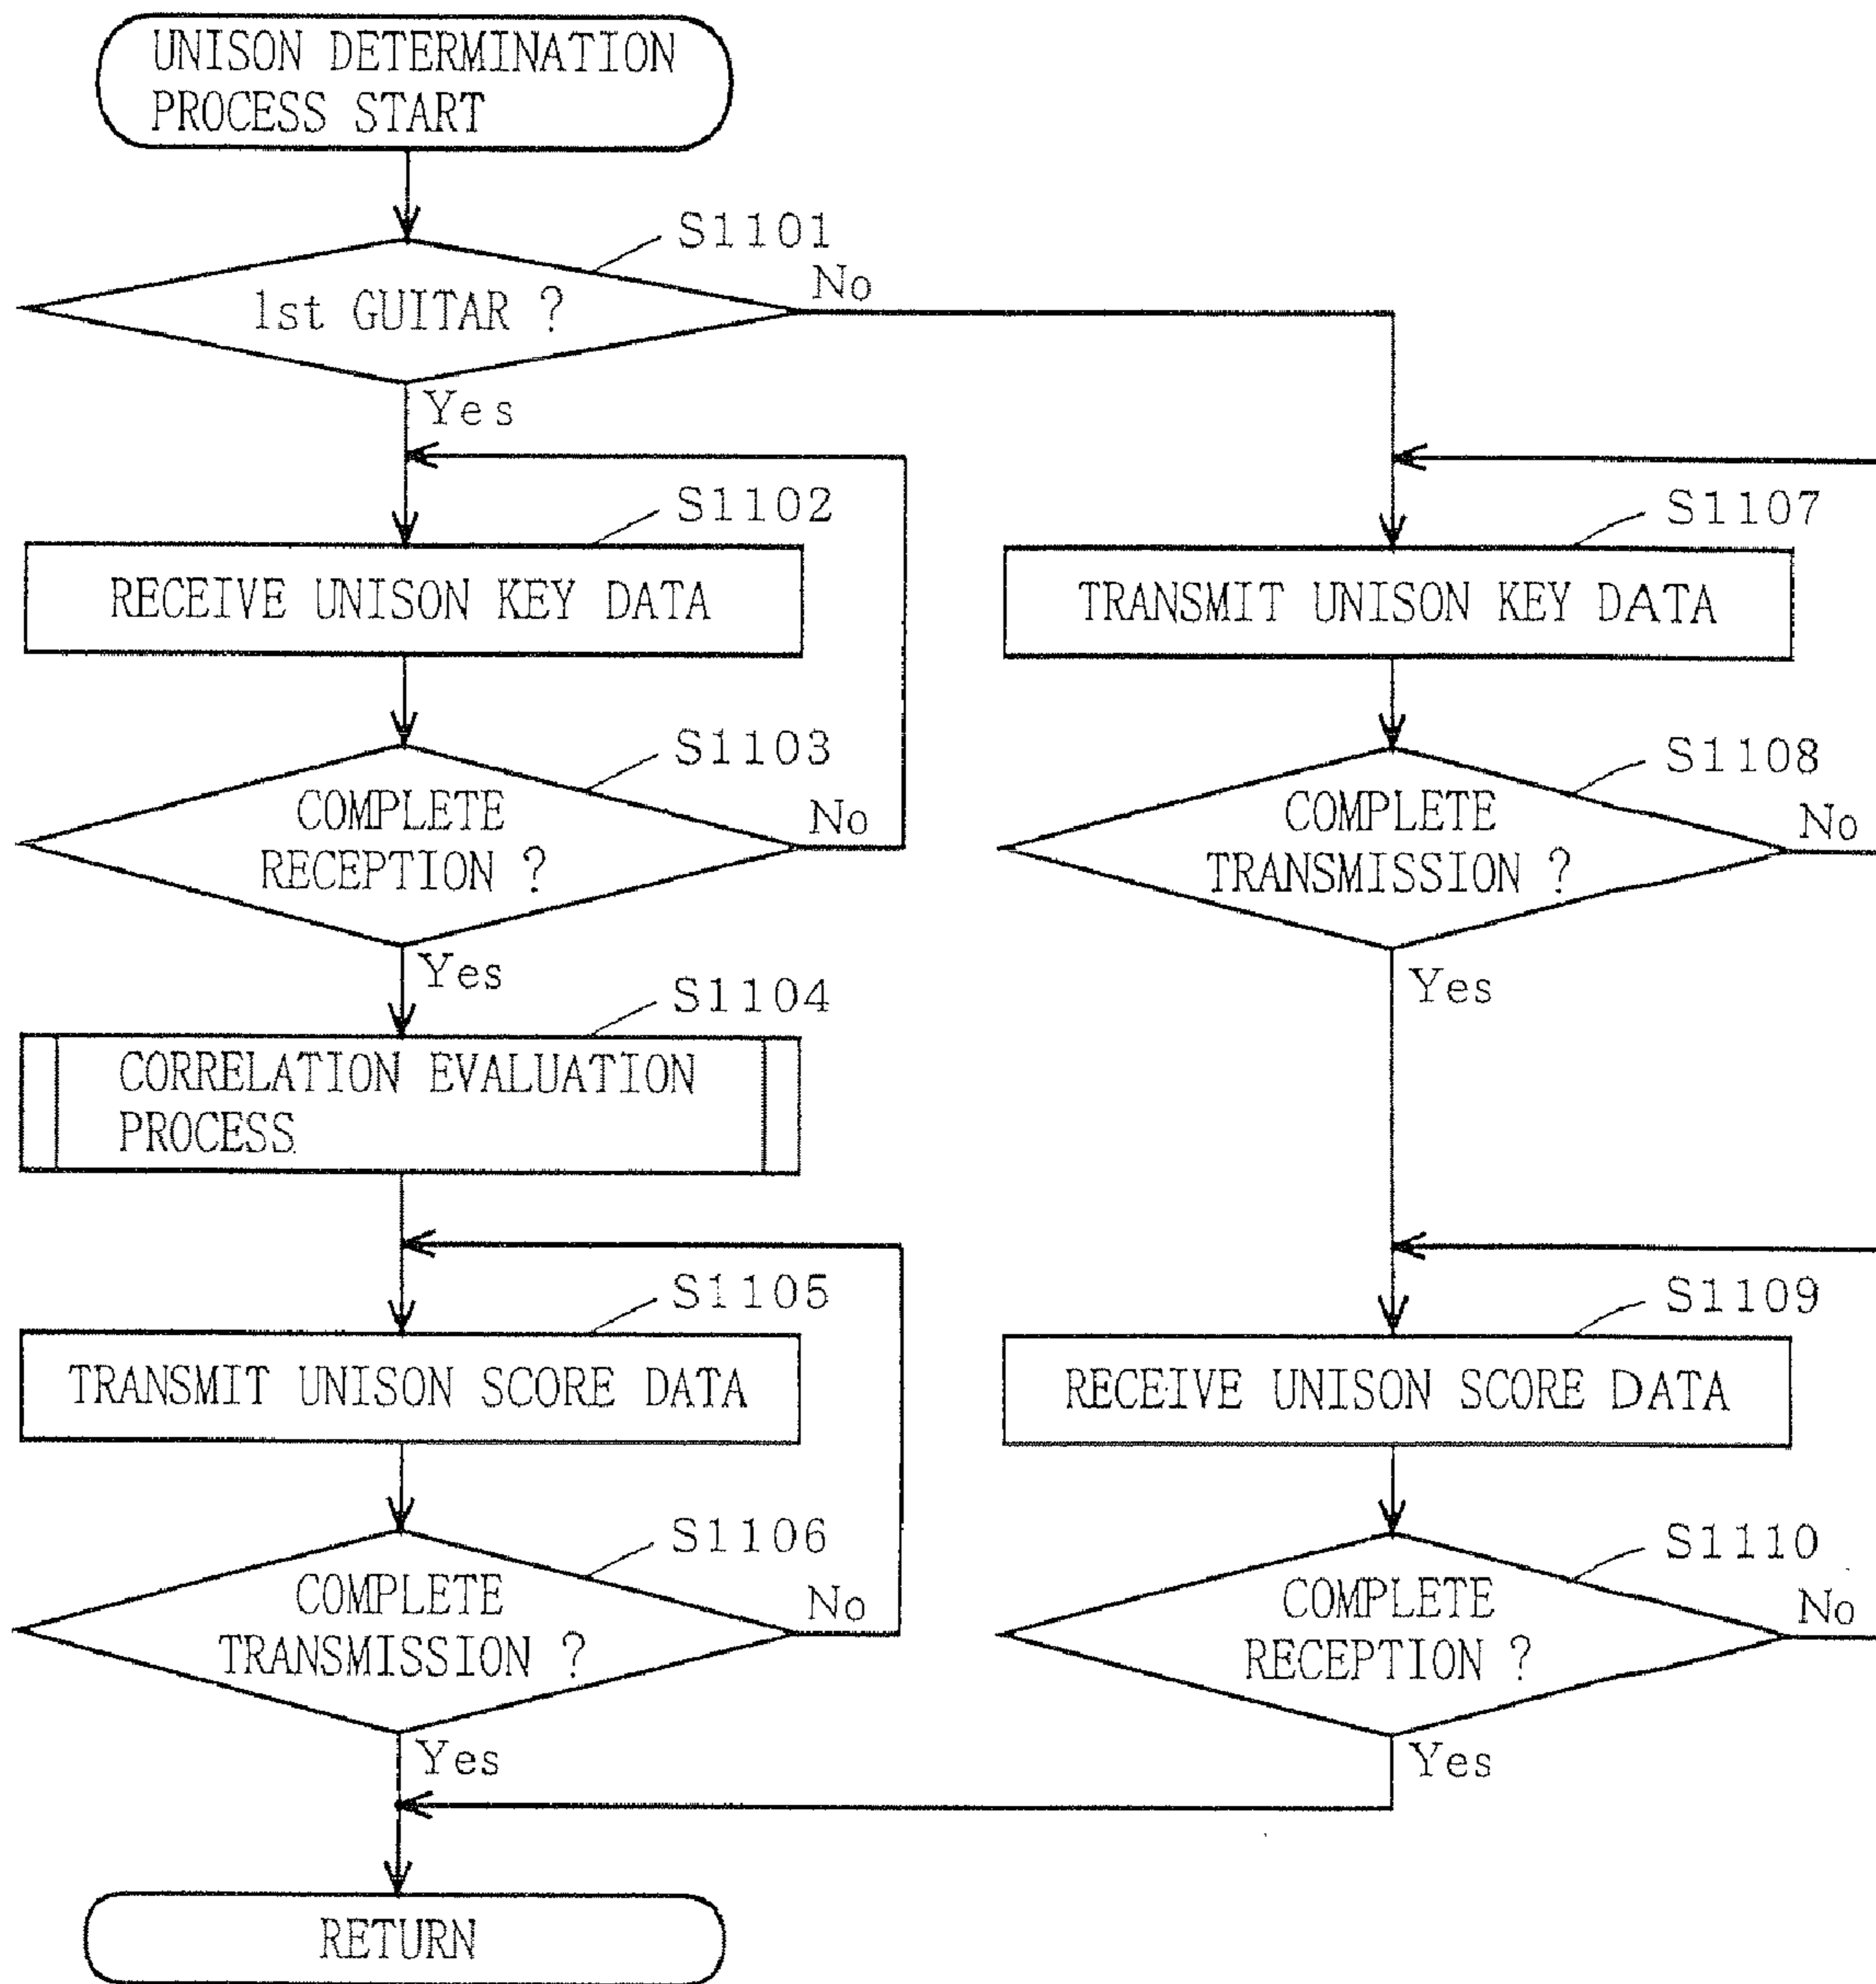 UNISON DETERMINATION
PROCESS START
S1101
1st GUITAR ?
No
Yes
S1102
RECEIVE UNISON KEY DATA
S1103
COMPLETE
RECEPTION ?
No
Yes
S1104
CORRELATION EVALUATION
PROCESS
S1105
TRANSMIT UNISON SCORE DATA
S1106
COMPLETE
TRANSMISSION ?
No
Yes
S1107
TRANSMIT UNISON KEY DATA
S1108
COMPLETE
TRANSMISSION ?
No
Yes
S1109
RECEIVE UNISON SCORE DATA
S1110
COMPLETE
RECEPTION ?
No
Yes
RETURN